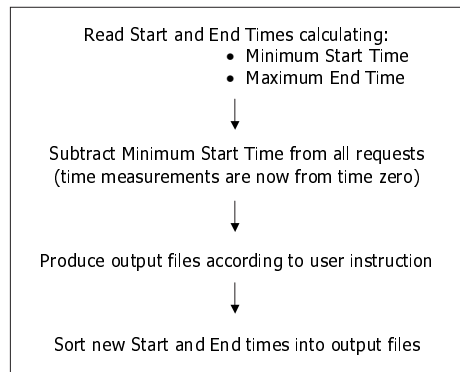 Read Start and End Times calculating:
• Minimum Start Time
• Maximum End Time
Subtract Minimum Start Time from all requests
(time measurements are now from time zero)
Produce output files according to user instruction
Sort new Start and End times into output files